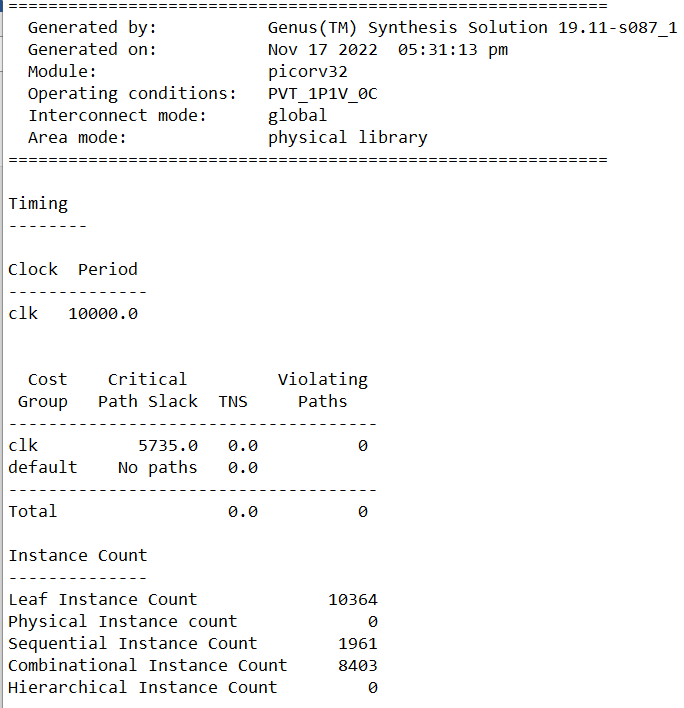 ============================================================
  Generated by:           Genus(TM) Synthesis Solution 19.11-s087_1
  Generated on:           Nov 17 2022  05:31:13 pm
  Module:                 picorv32
  Operating conditions:   PVT_1P1V_0C
  Interconnect mode:      global
  Area mode:              physical library
============================================================
Timing
--------
Clock  Period
--------------
clk   10000.0
  Cost    Critical         Violating
 Group   Path Slack  TNS     Paths
-------------------------------------
clk          5735.0   0.0          0
default    No paths   0.0
-------------------------------------
Total                 0.0          0
Instance Count
--------------
Leaf Instance Count             10364
Physical Instance count             0
Sequential Instance Count        1961
Combinational Instance Count     8403
Hierarchical Instance Count         0